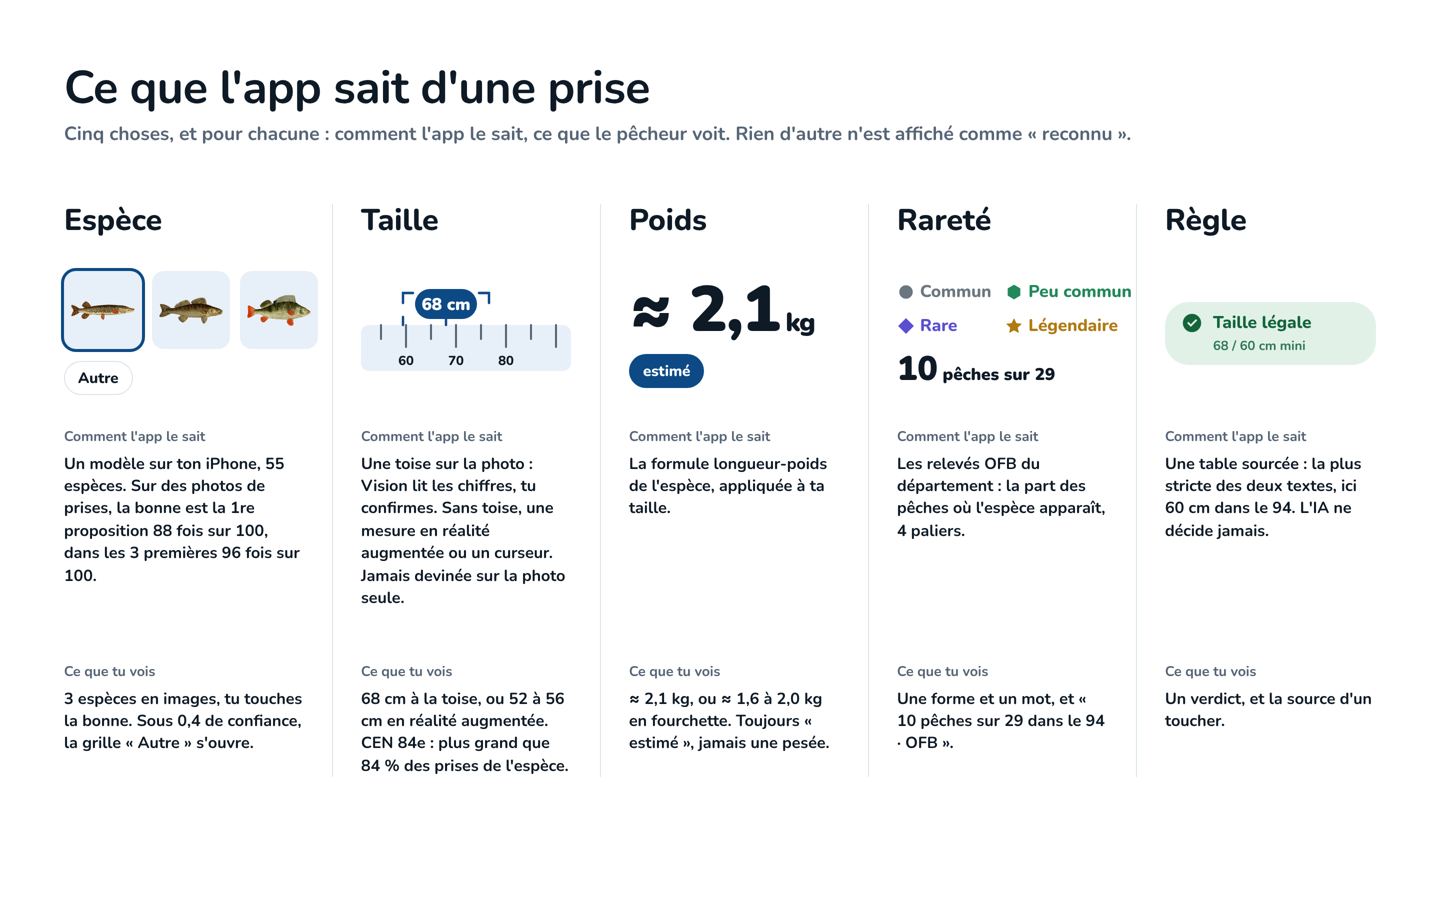 Ce que l'app sait d'une prise
Cinq choses, et pour chacune : comment l'app le sait, ce que le pêcheur voit. Rien d'autre n'est affiché comme « reconnu ».
Espèce
Autre
Comment l'app le sait
Un modèle sur ton iPhone, 55
espèces. Sur des photos de
prises, la bonne est la 1re
proposition 88 fois sur 100,
dans les 3 premières 96 fois sur
100.
Ce que tu vois
3 espèces en images, tu touches
la bonne. Sous 0,4 de confiance,
la grille « Autre » s'ouvre.
Taille
68 cm
60 70 80
Comment l'app le sait
Une toise sur la photo :
Vision lit les chiffres, tu
confirmes. Sans toise, une
mesure en réalité
augmentée ou un curseur.
Jamais devinée sur la photo
seule.
Ce que tu vois
68 cm à la toise, ou 52 à 56
cm en réalité augmentée.
CEN 84e : plus grand que
84 % des prises de l'espèce.
Poids
≈ 2,1 kg
estimé
Comment l'app le sait
La formule longueur-poids
de l'espèce, appliquée à ta
taille.
Ce que tu vois
≈ 2,1 kg, ou ≈ 1,6 à 2,0 kg
en fourchette. Toujours «
estimé », jamais une pesée.
Rareté
Commun Peu commun
Rare Légendaire
10 pêches sur 29
Comment l'app le sait
Les relevés OFB du
département : la part des
pêches où l'espèce apparaît,
4 paliers.
Ce que tu vois
Une forme et un mot, et «
10 pêches sur 29 dans le 94
· OFB ».
Règle
Taille légale
68 / 60 cm mini
Comment l'app le sait
Une table sourcée : la plus
stricte des deux textes, ici
60 cm dans le 94. L'IA ne
décide jamais.
Ce que tu vois
Un verdict, et la source d'un
toucher.